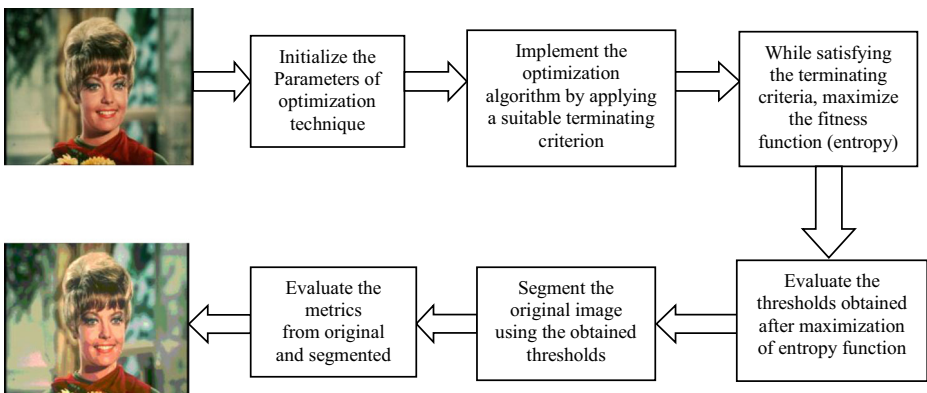 Initialize the
Parameters of
optimization
technique
Implement the
optimization
algorithm by applying
a suitable terminating
criterion
While satisfying
the terminating
criteria, maximize
the fitness
function (entropy)
Evaluate the
thresholds obtained
after maximization
of entropy function
Segment the
original image
using the obtained
thresholds
Evaluate the
metrics
from original
and segmented